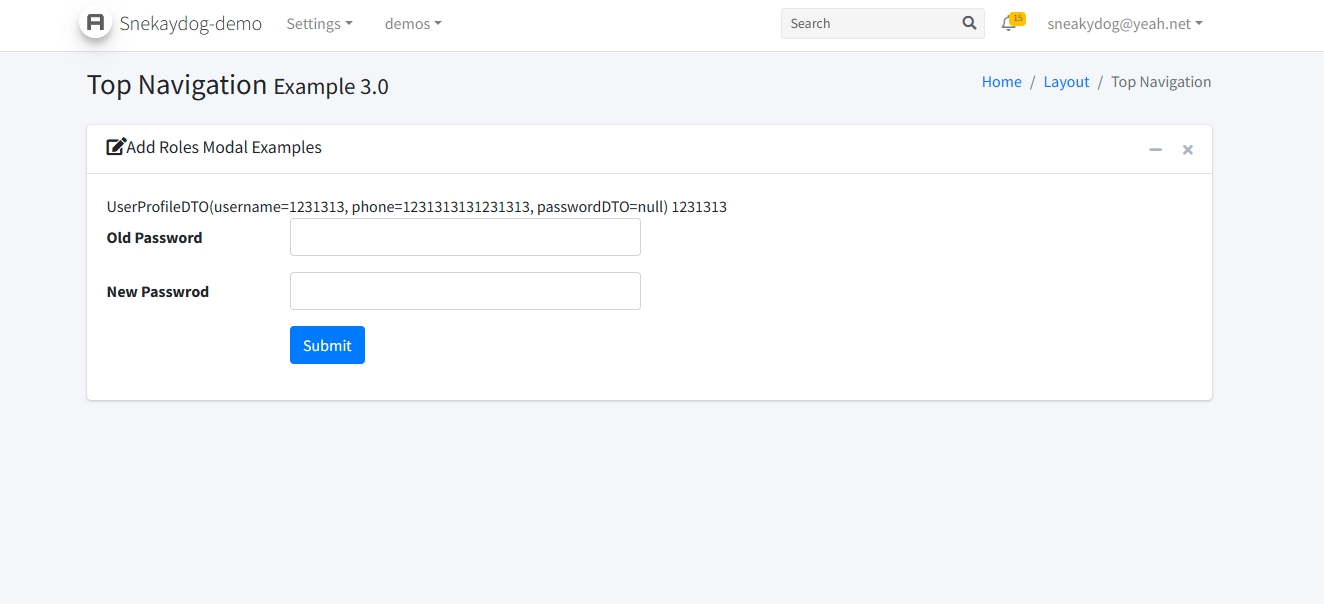 Snekaydog-demo Settings demos Search 15 sneakydog@yeah.net
Top Navigation Example 3.0 Home / Layout / Top Navigation
Add Roles Modal Examples
UserProfileDTO(username=1231313, phone=1231313131231313, passwordDTO=null) 1231313
Old Password
New Passwrod
Submit